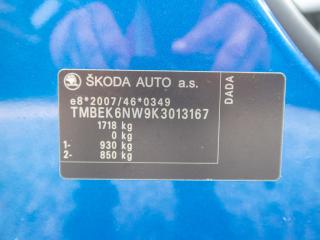 ŠKODA AUTO a.s.
e8*2007/46*0349
TMBEK6NW9K3013167
1718 kg
0 kg
1- 930 kg
2- 850 kg
DADA